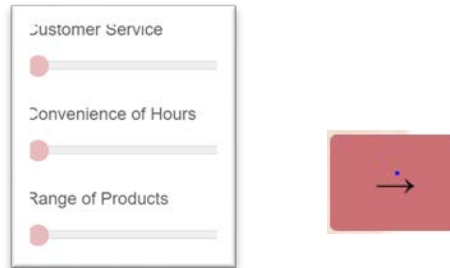 Customer Service
Convenience of Hours
Range of Products